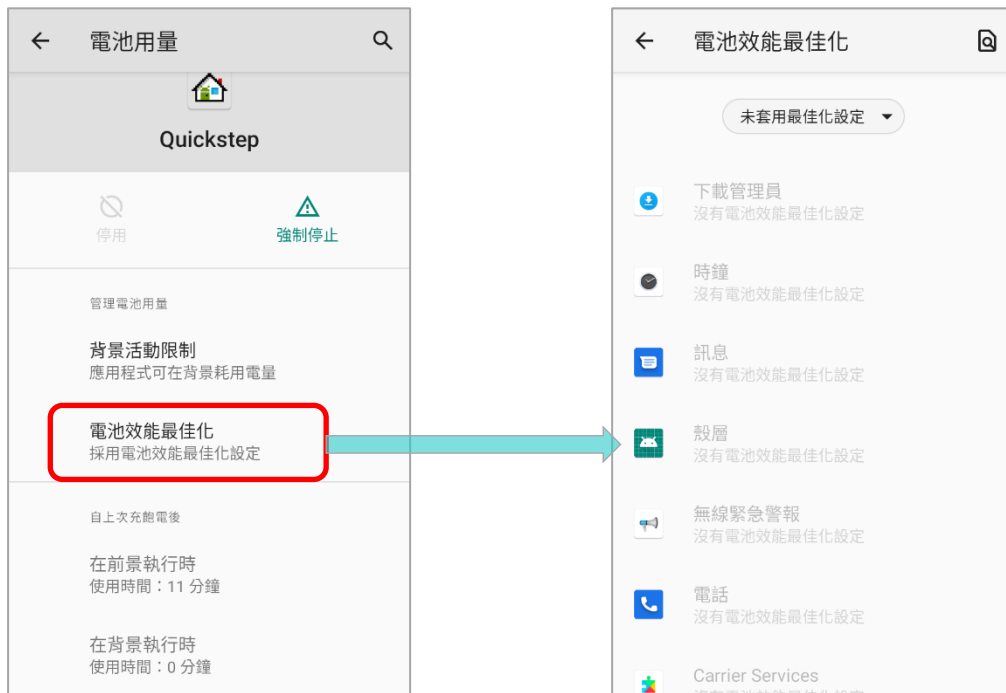 電池用量
Quickstep
停用
強制停止
管理電池用量
背景活動限制
應用程式可在背景耗用電量
電池效能最佳化
採用電池效能最佳化設定
自上次充飽電後
在前景執行時
使用時間：11 分鐘
在背景執行時
使用時間：0 分鐘
電池效能最佳化
未套用最佳化設定
下載管理員
沒有電池效能最佳化設定
時鐘
沒有電池效能最佳化設定
訊息
沒有電池效能最佳化設定
殼層
沒有電池效能最佳化設定
無線緊急警報
沒有電池效能最佳化設定
電話
沒有電池效能最佳化設定
Carrier Services